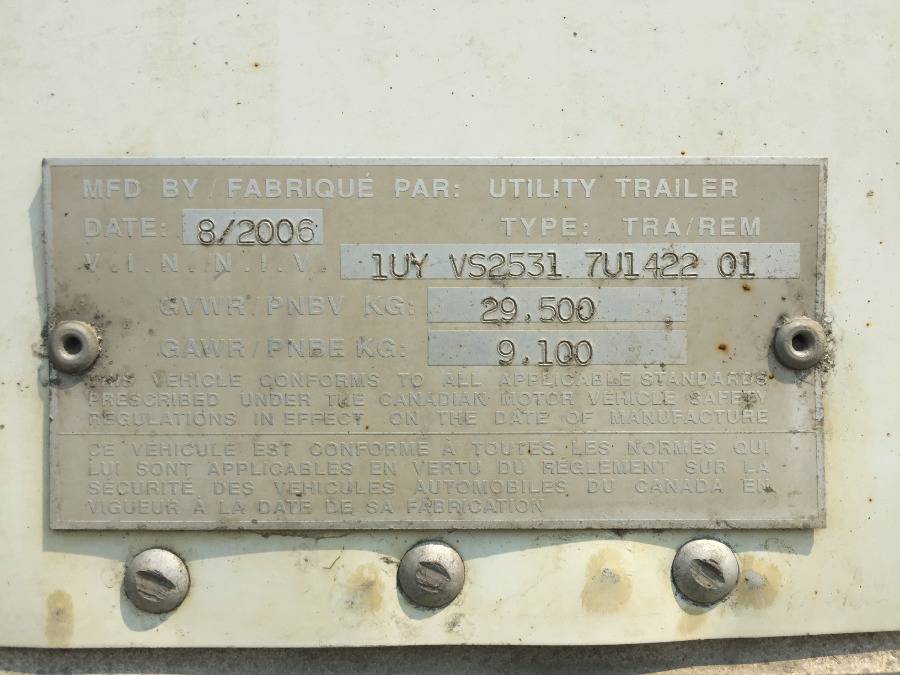 MFD BY / FABRIQUÉ PAR: UTILITY TRAILER
DATE: 8/2006 TYPE: TRA/REM
V.I.N./N.I.V. 1UY VS2531 7U1422 01
GVWR/PNBV KG: 29.500
GAWR/PNBE KG: 9.100
THIS VEHICLE CONFORMS TO ALL APPLICABLE STANDARDS
PRESCRIBED UNDER THE CANADIAN MOTOR VEHICLE SAFETY
REGULATIONS IN EFFECT ON THE DATE OF MANUFACTURE
CE VÉHICULE EST CONFORME À TOUTES LES NORMES QUI
LUI SONT APPLICABLES EN VERTU DU RÉGLEMENT SUR LA
SÉCURITÉ DES VEHICULES AUTOMOBILES DU CANADA EN
VIGUEUR À LA DATE DE SA FABRICATION